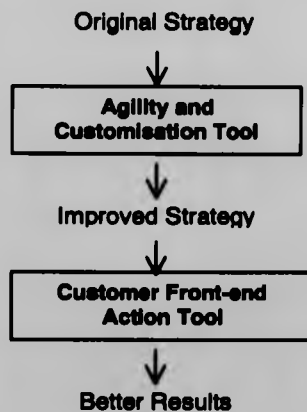 Original Strategy
Agility and
Customisation Tool
Improved Strategy
Customer Front-end
Action Tool
Better Results